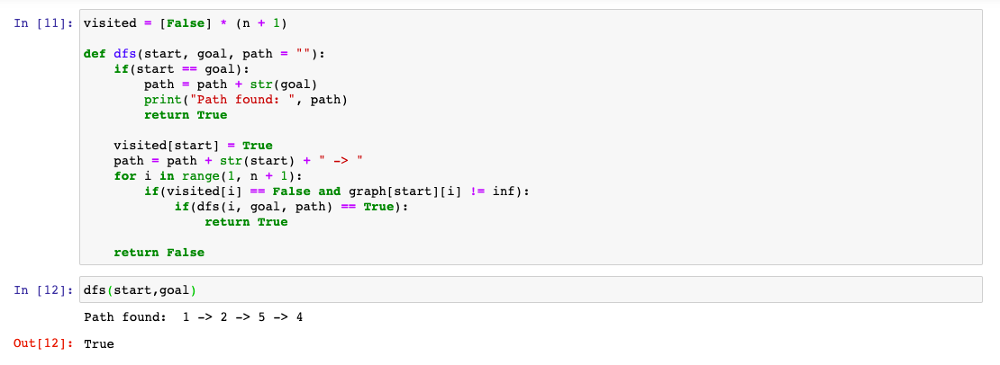 In [11]: visited = [False] * (n + 1)

def dfs(start, goal, path = ""):
    if(start == goal):
        path = path + str(goal)
        print("Path found: ", path)
        return True

    visited[start] = True
    path = path + str(start) + " -> "
    for i in range(1, n + 1):
        if(visited[i] == False and graph[start][i] != inf):
            if(dfs(i, goal, path) == True):
                return True

    return False

In [12]: dfs(start,goal)
Path found:  1 -> 2 -> 5 -> 4
Out[12]: True